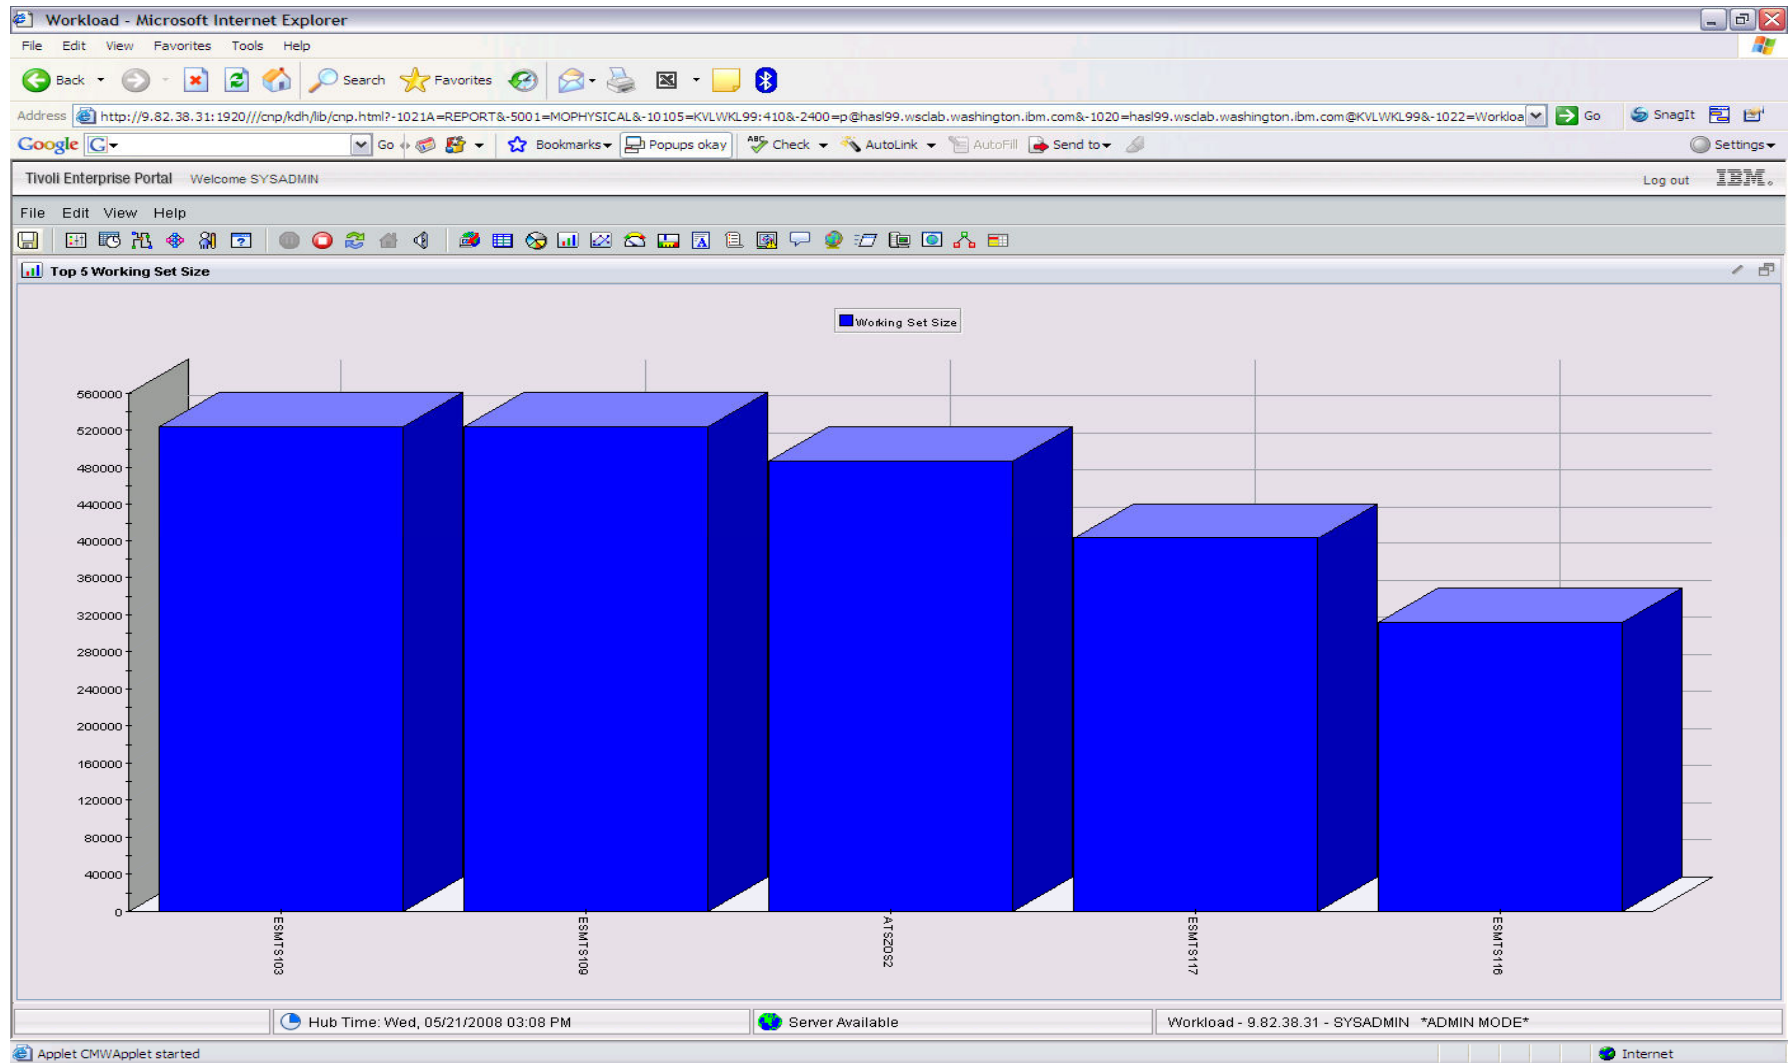 Workload - Microsoft Internet Explorer
File Edit View Favorites Tools Help
Back Search Favorites
Address http://9.82.38.31:1920///cnp/kdh/lib/cnp.html?-1021A=REPORT&-5001=MOPHYSICAL&-10105=KVLWKL99:410&-2400=p@hasl99.wsclab.washington.ibm.com&-1020=hasl99.wsclab.washington.ibm.com@KVLWKL99&-1022=Workloa Go SnagIt
Google G Go Bookmarks Popups okay ABC Check AutoLink AutoFill Send to Settings
Tivoli Enterprise Portal Welcome SYSADMIN Log out IBM.
File Edit View Help
Top 5 Working Set Size
Working Set Size
560000
520000
480000
440000
400000
360000
320000
280000
240000
200000
160000
120000
80000
40000
0
ESMTS103 ESMTS109 ATSZOS2 ESMTS117 ESMTS116
Hub Time: Wed, 05/21/2008 03:08 PM Server Available Workload - 9.82.38.31 - SYSADMIN *ADMIN MODE*
Applet CMWApplet started Internet